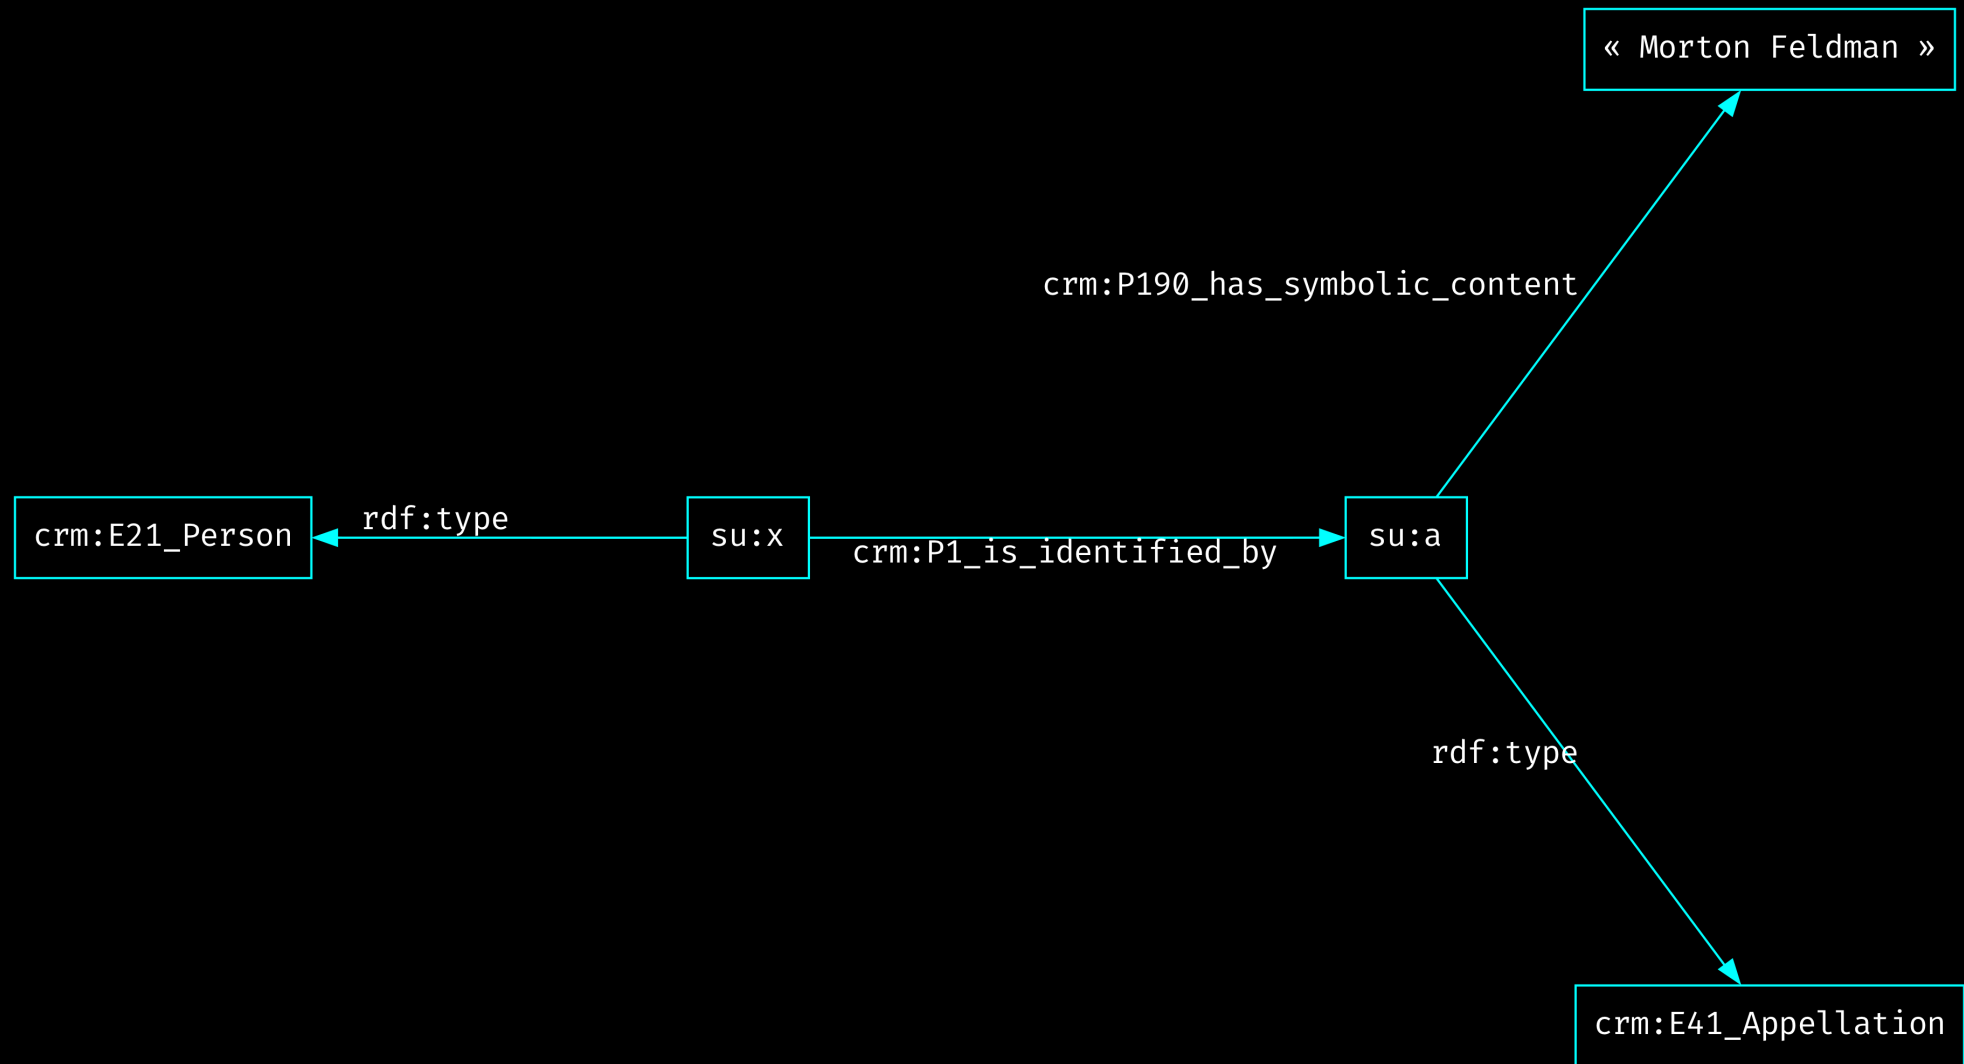 « Morton Feldman »
crm:P190_has_symbolic_content
crm:E21_Person
rdf:type
su:x
crm:P1_is_identified_by
su:a
rdf:type
crm:E41_Appellation